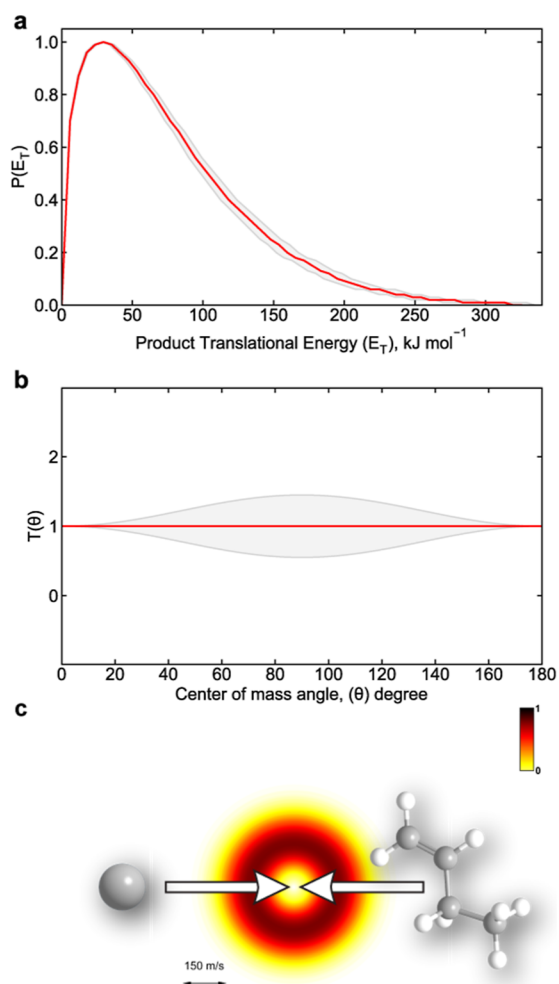 a
1.0
0.8
0.6
0.4
0.2
0.0
P(E_T)
0 50 100 150 200 250 300
Product Translational Energy (E_T), kJ mol⁻¹
b
2
1
0
T(θ)
0 20 40 60 80 100 120 140 160 180
Center of mass angle, (θ) degree
c
1
0
150 m/s